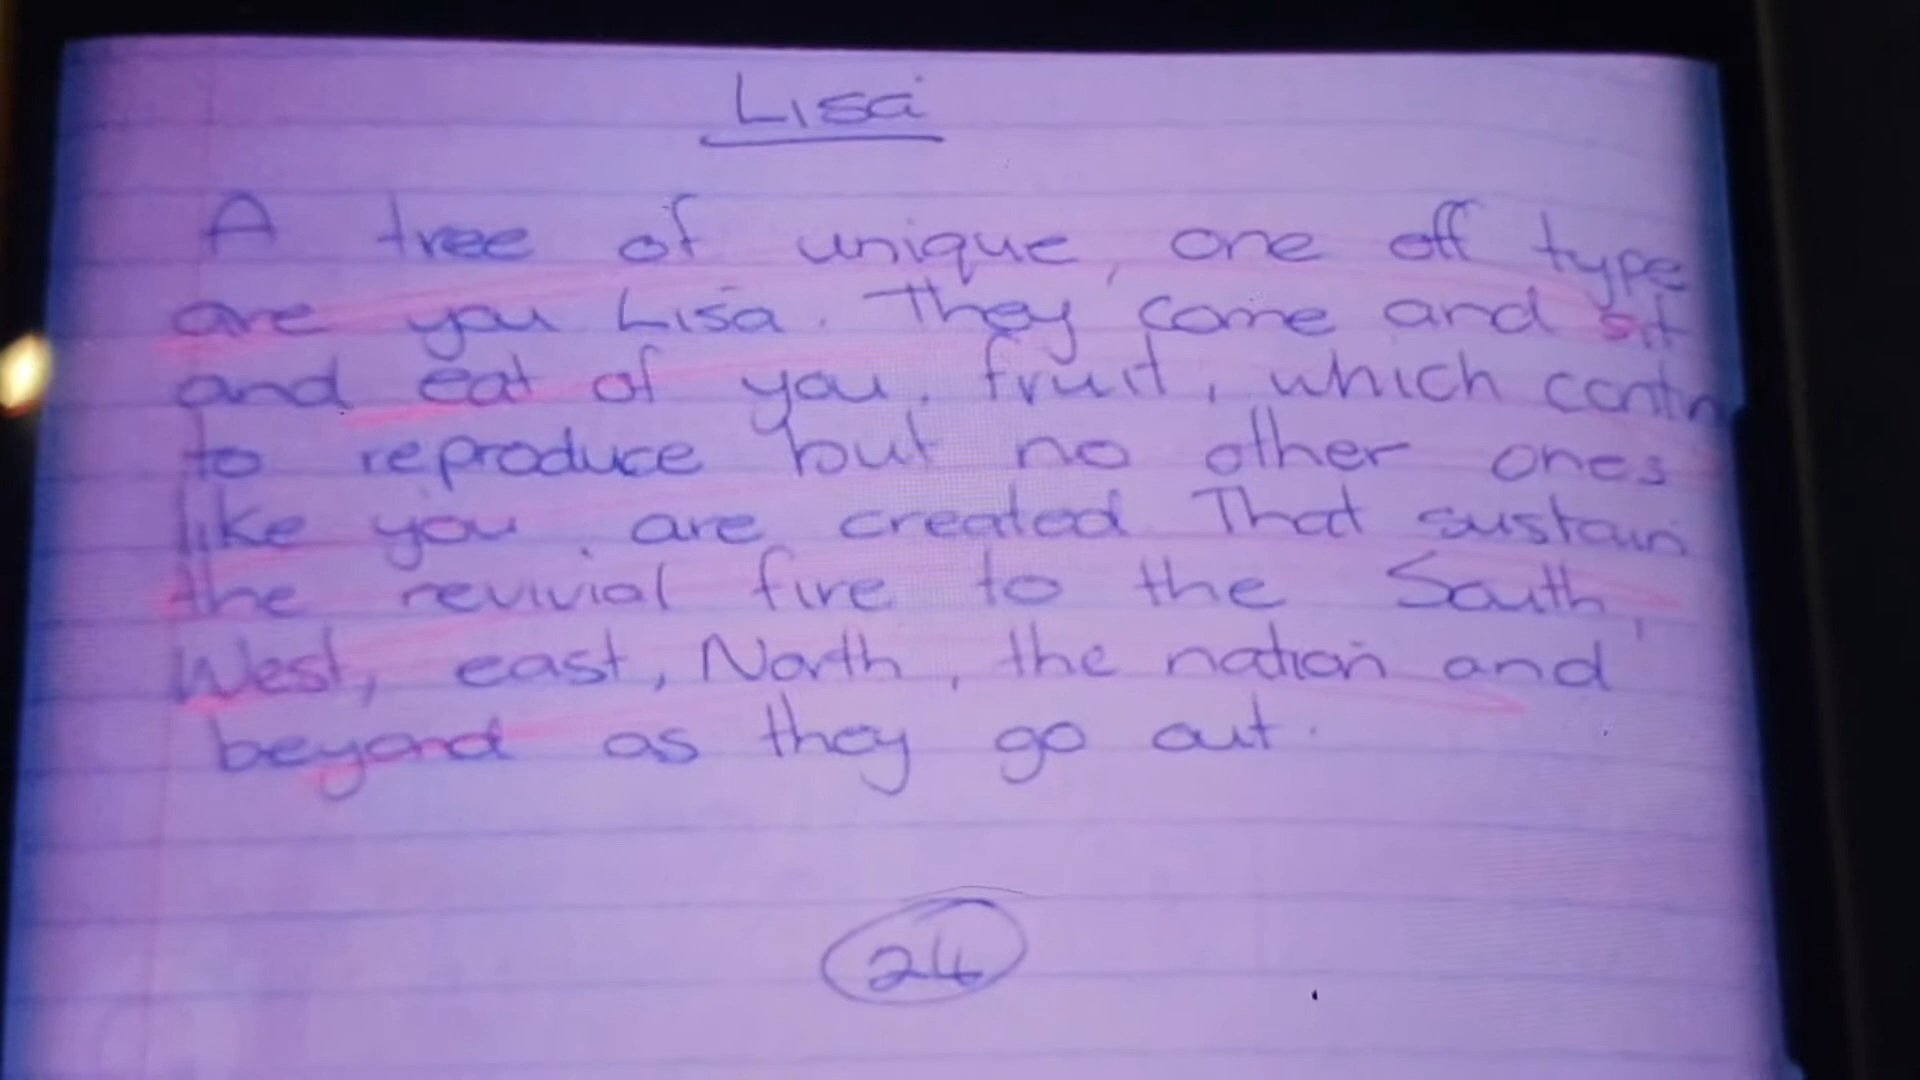 Lisa
A tree of unique, one off type
are you Lisa. They come and sit
and eat of you. fruit, which contin
to reproduce but no other ones
like you. are created That sustain
the revivial fire to the South,
West, east, North, the nation and
beyond as they go out.
24